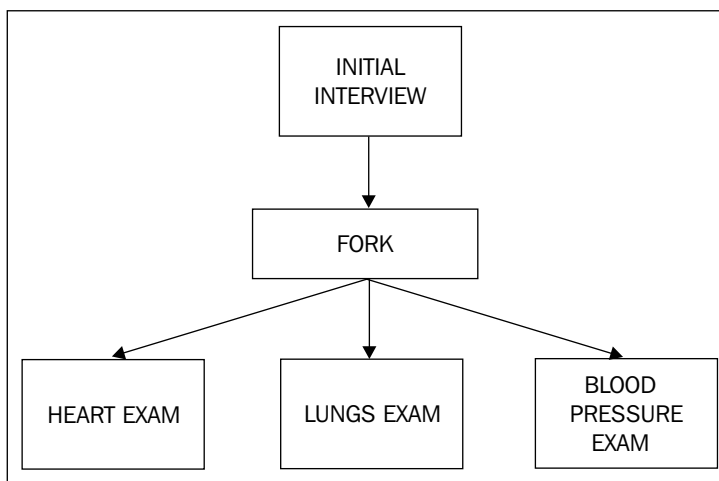 INITIAL
INTERVIEW
FORK
HEART EXAM
LUNGS EXAM
BLOOD
PRESSURE
EXAM